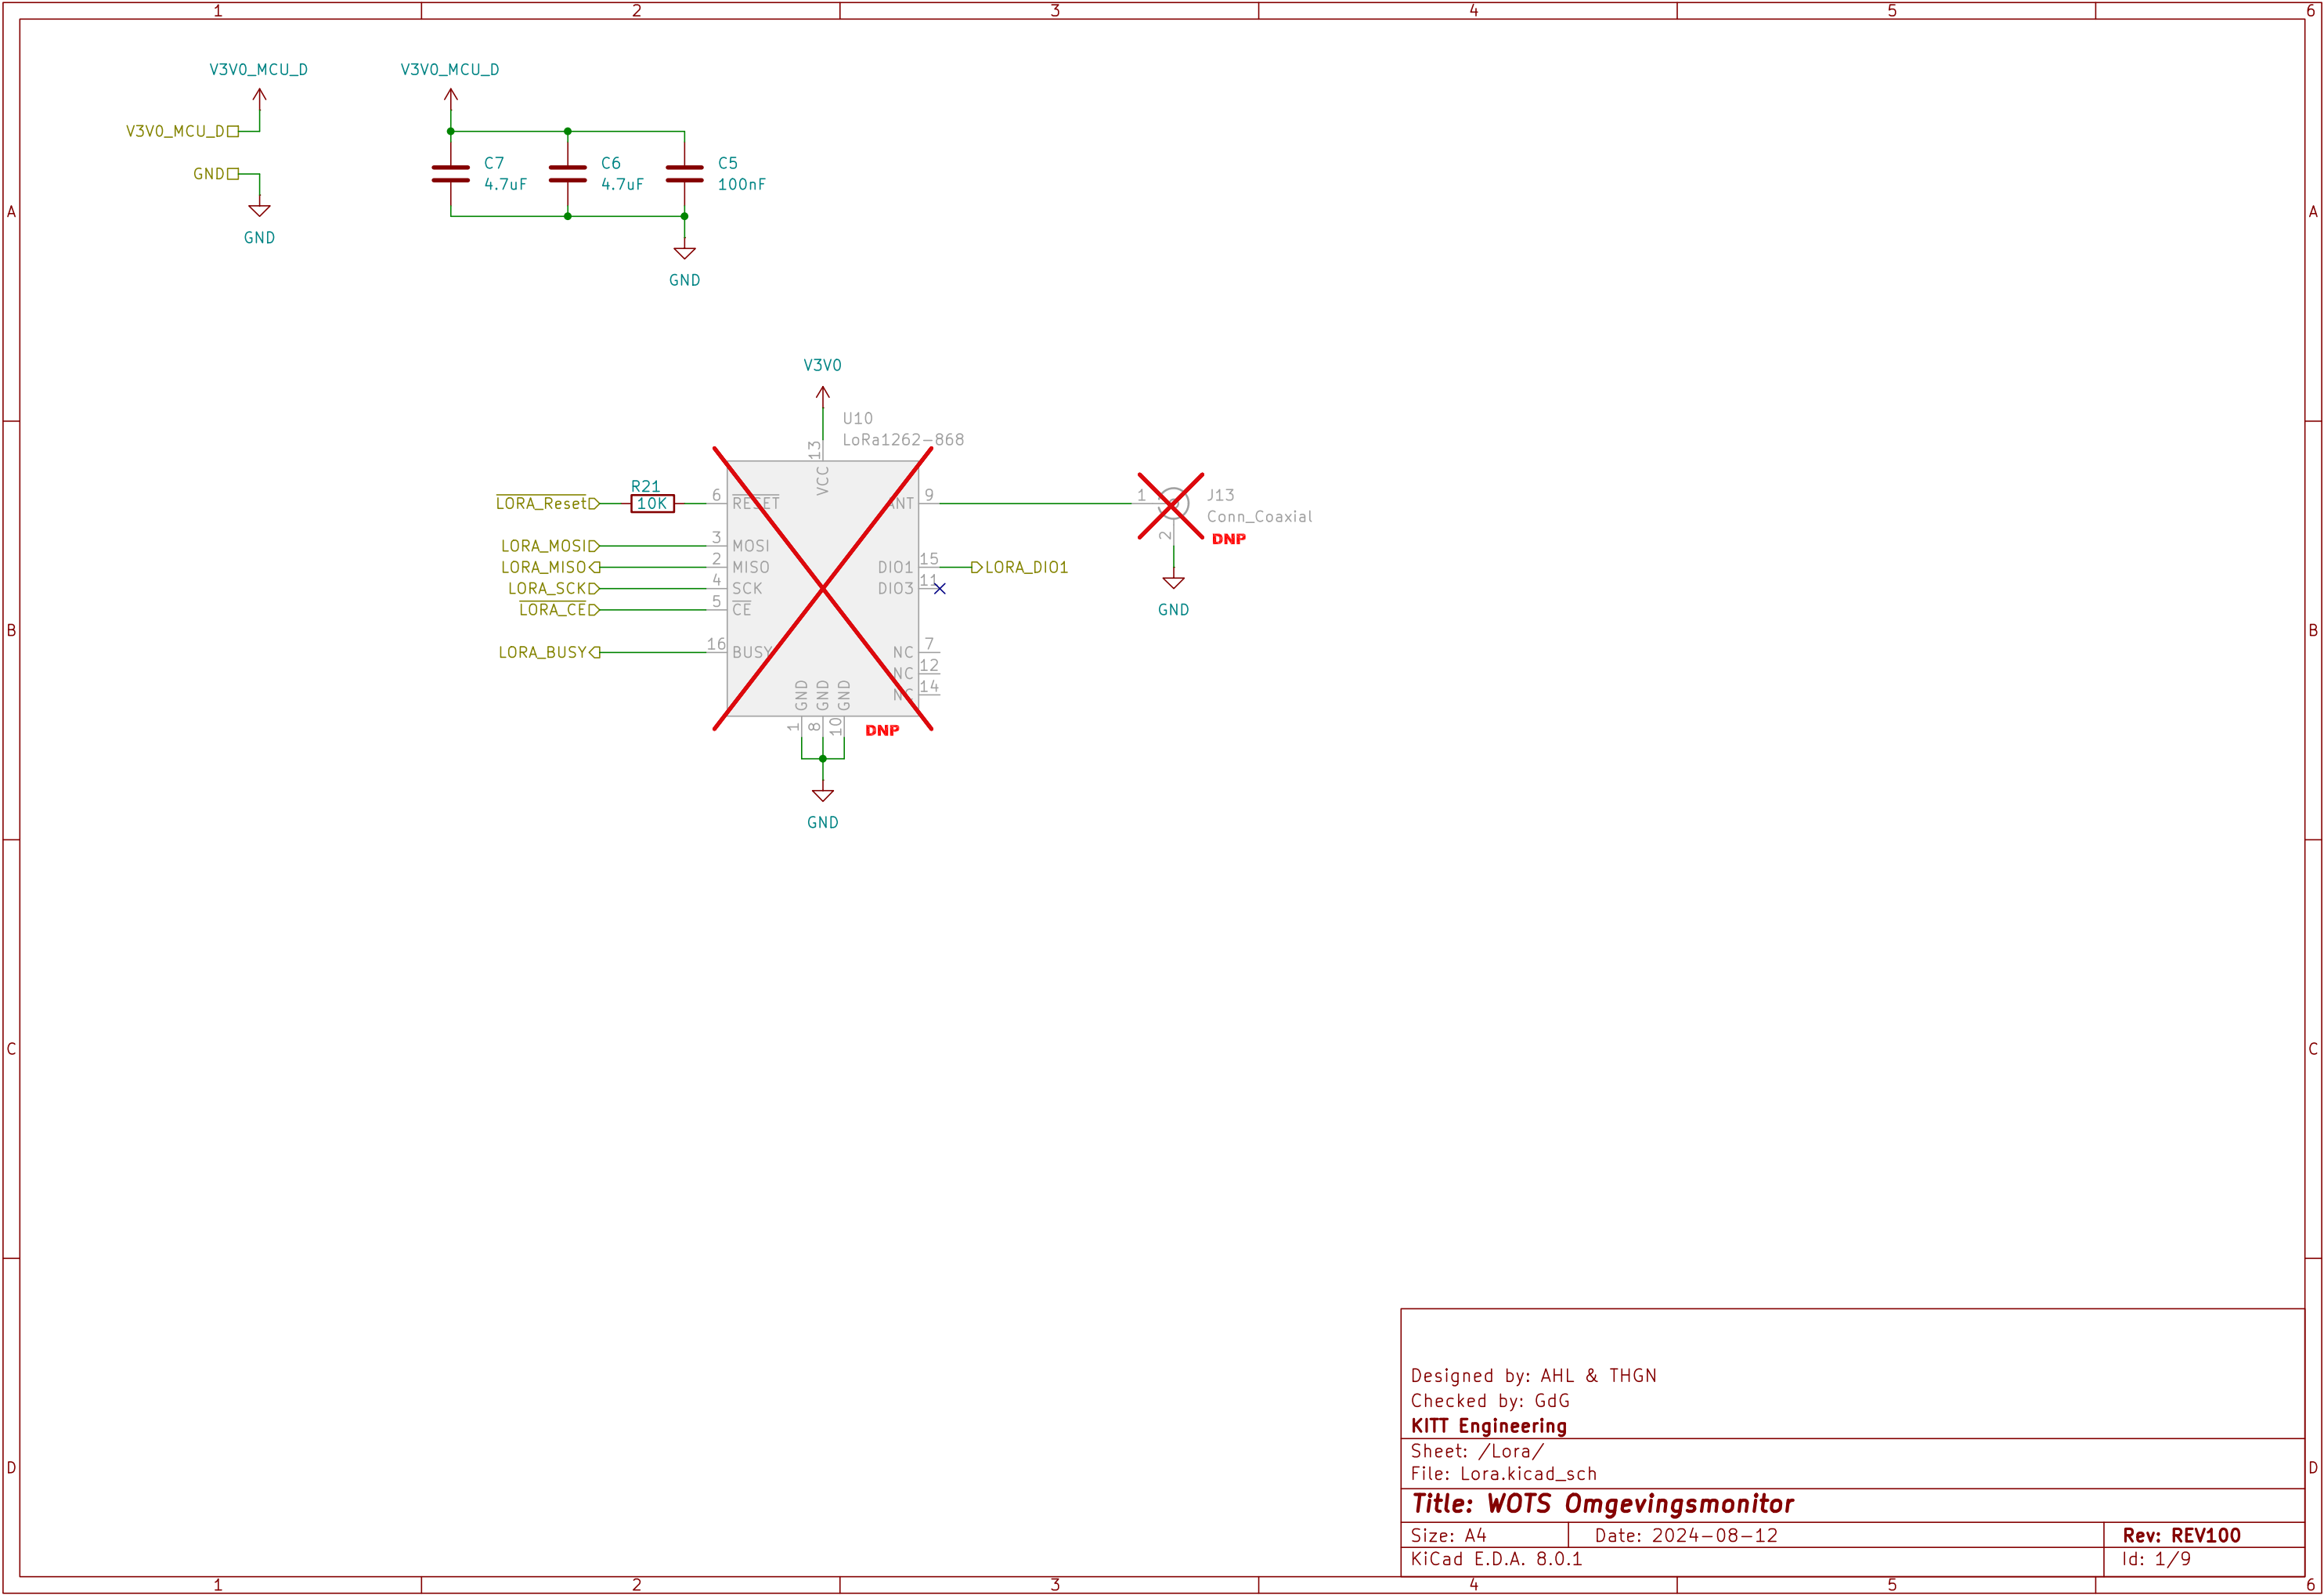 1 2 3 4 5 6
V3V0_MCU_D V3V0_MCU_D
V3V0_MCU_D
C7 C6 C5
GND 4.7uF 4.7uF 100nF
A A
GND
GND
V3V0
U10
LoRa1262-868
13
VCC
R21
LORA_Reset 10K 6 RESET ANT 9 1 J13
Conn_Coaxial
2 DNP
LORA_MOSI 3 MOSI
LORA_MISO 2 MISO DIO1 15 LORA_DIO1
LORA_SCK 4 SCK DIO3 11
LORA_CE 5 CE GND
B B
LORA_BUSY 16 BUSY NC 7
NC 12
NC 14
GND GND GND
1 8 10 DNP
GND
C C
Designed by: AHL & THGN
Checked by: GdG
KITT Engineering
Sheet: /Lora/
D D
File: Lora.kicad_sch
Title: WOTS Omgevingsmonitor
Size: A4 Date: 2024-08-12 Rev: REV100
KiCad E.D.A. 8.0.1 Id: 1/9
1 2 3 4 5 6